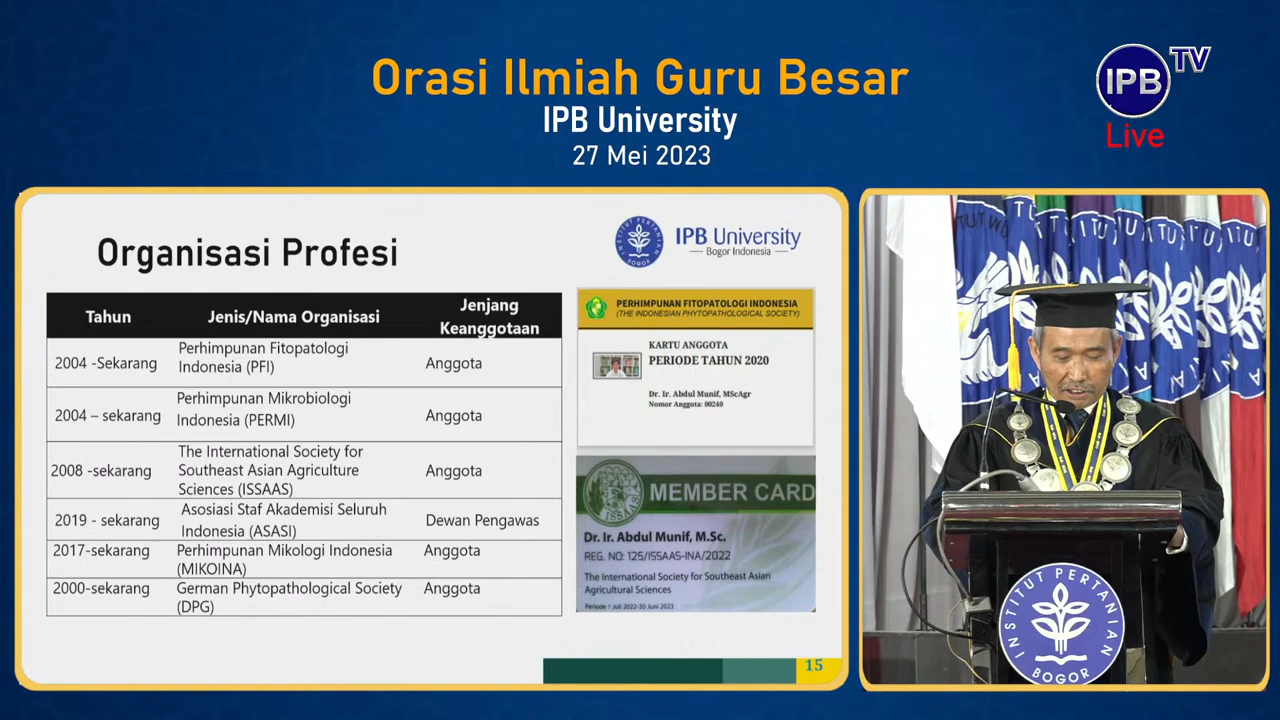 Orasi Ilmiah Guru Besar
IPB University
27 Mei 2023
IPB TV
Live
Organisasi Profesi
INSTITUT PERTANIAN
BOGOR
IPB University
Bogor Indonesia
Tahun
Jenis/Nama Organisasi
Jenjang
Keanggotaan
2004 -Sekarang
Perhimpunan Fitopatologi
Indonesia (PFI)
Anggota
2004 – sekarang
Perhimpunan Mikrobiologi
Indonesia (PERMI)
Anggota
2008 -sekarang
The International Society for
Southeast Asian Agriculture
Sciences (ISSAAS)
Anggota
2019 - sekarang
Asosiasi Staf Akademisi Seluruh
Indonesia (ASASI)
Dewan Pengawas
2017-sekarang
Perhimpunan Mikologi Indonesia
(MIKOINA)
Anggota
2000-sekarang
German Phytopathological Society
(DPG)
Anggota
PERHIMPUNAN FITOPATOLOGI INDONESIA
(THE INDONESIAN PHYTOPATHOLOGICAL SOCIETY)
KARTU ANGGOTA
PERIODE TAHUN 2020
Dr. Ir. Abdul Munif, MScAgr
Nomor Anggota: 00240
ISSAAS
MEMBER CARD
Dr. Ir. Abdul Munif, M.Sc.
REG. NO: 125/ISSAAS-INA/2022
The International Society for Southeast Asian
Agricultural Sciences
Periode 1 Juli 2022-30 Juni 2023
15
INSTITUT PERTANIAN
BOGOR